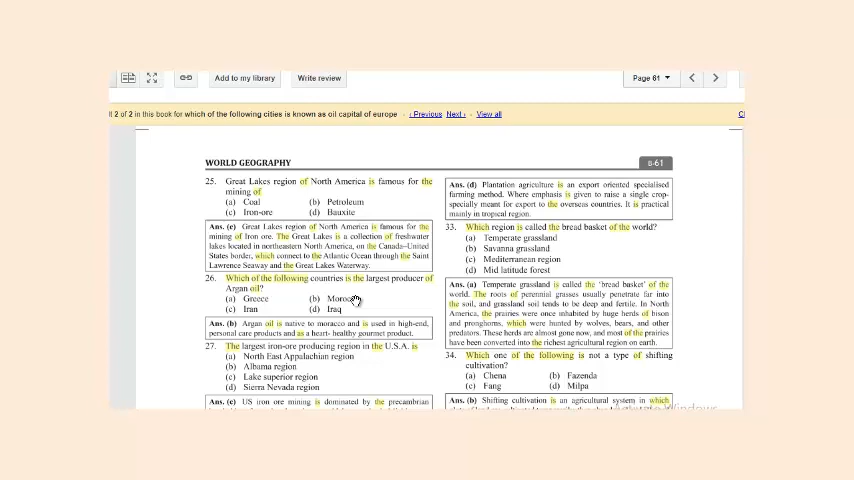 Add to my library
Write review
Page 61
2 of 2 in this book for which of the following cities is known as oil capital of europe - ‹ Previous Next › - View all
WORLD GEOGRAPHY
B-61
25. Great Lakes region of North America is famous for the
mining of
(a) Coal (b) Petroleum
(c) Iron-ore (d) Bauxite
Ans. (c) Great Lakes region of North America is famous for the
mining of Iron ore. The Great Lakes is a collection of freshwater
lakes located in northeastern North America, on the Canada–United
States border, which connect to the Atlantic Ocean through the Saint
Lawrence Seaway and the Great Lakes Waterway.
26. Which of the following countries is the largest producer of
Argan oil?
(a) Greece (b) Morocco
(c) Iran (d) Iraq
Ans. (b) Argan oil is native to moracco and is used in high-end,
personal care products and as a heart- healthy gourmet product.
27. The largest iron-ore producing region in the U.S.A. is
(a) North East Appalachian region
(b) Albama region
(c) Lake superior region
(d) Sierra Nevada region
Ans. (c) US iron ore mining is dominated by the precambrian
Ans. (d) Plantation agriculture is an export oriented specialised
farming method. Where emphasis is given to raise a single crop-
specially meant for export to the overseas countries. It is practical
mainly in tropical region.
33. Which region is called the bread basket of the world?
(a) Temperate grassland
(b) Savanna grassland
(c) Mediterranean region
(d) Mid latitude forest
Ans. (a) Temperate grassland is called the 'bread basket' of the
world. The roots of perennial grasses usually penetrate far into
the soil, and grassland soils tend to be deep and fertile. In North
America, the prairies were once inhabited by huge herds of bison
and pronghorns, which were hunted by wolves, bears, and other
predators. These herds are almost gone now, and most of the prairies
have been converted into the richest agricultural region on earth.
34. Which one of the following is not a type of shifting
cultivation?
(a) Chena (b) Fazenda
(c) Fang (d) Milpa
Ans. (b) Shifting cultivation is an agricultural system in which